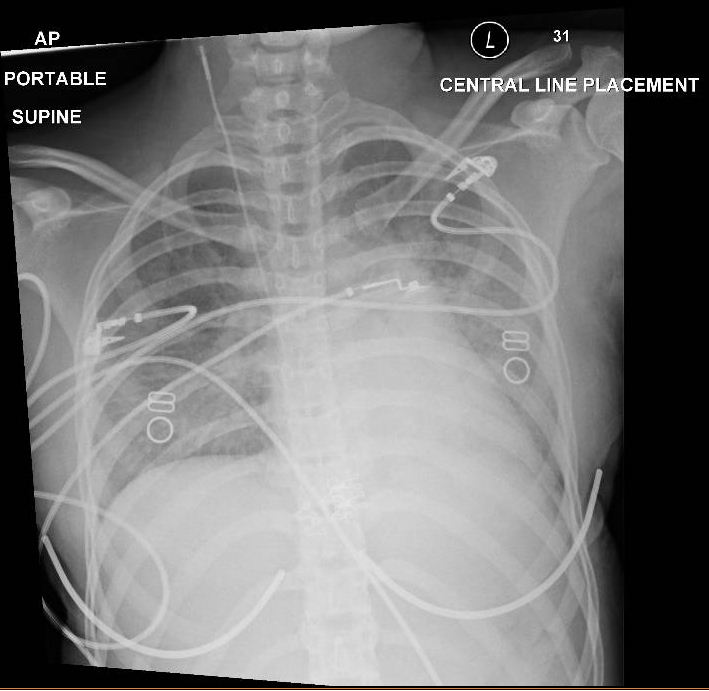 AP
L
31
PORTABLE
CENTRAL LINE PLACEMENT
SUPINE